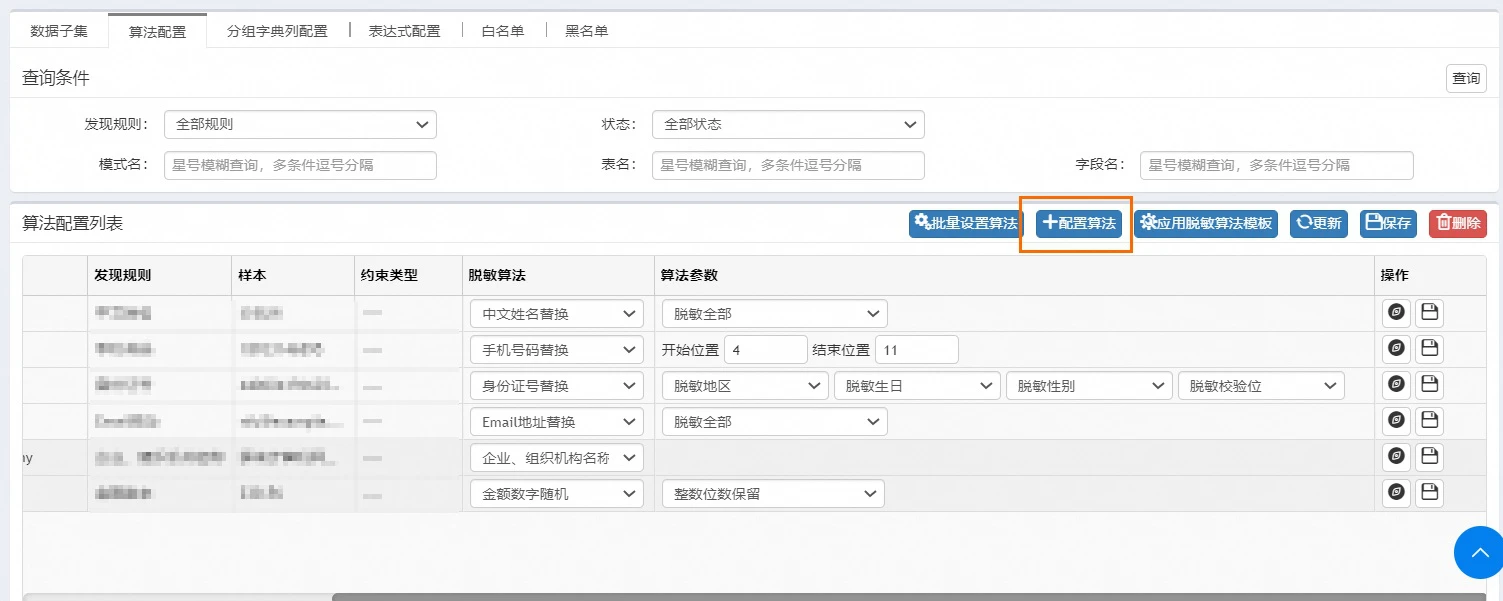 数据子集 算法配置 分组字典列配置 表达式配置 白名单 黑名单
查询条件 查询
发现规则： 全部规则 状态： 全部状态
模式名： 星号模糊查询，多条件逗号分隔 表名： 星号模糊查询，多条件逗号分隔 字段名： 星号模糊查询，多条件逗号分隔
算法配置列表 批量设置算法 配置算法 应用脱敏算法模板 更新 保存 删除
发现规则 样本 约束类型 脱敏算法 算法参数 操作
中文姓名替换 脱敏全部
手机号码替换 开始位置 4 结束位置 11
身份证号替换 脱敏地区 脱敏生日 脱敏性别 脱敏校验位
Email地址替换 脱敏全部
企业、组织机构名称
金额数字随机 整数位数保留